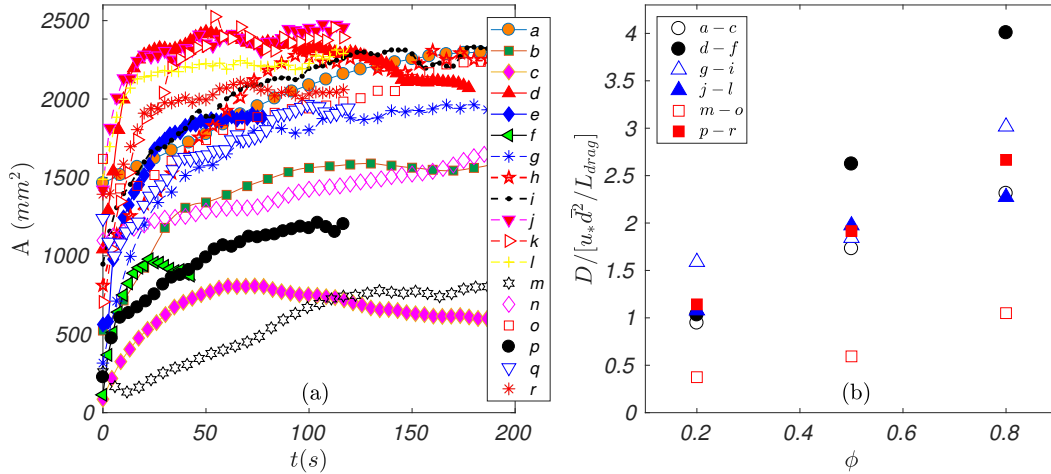 A (mm²)
2500
2000
1500
1000
500
0
0 50 100 150 200
t(s)
(a)
a
b
c
d
e
f
g
h
i
j
k
l
m
n
o
p
q
r
D/[u*d̄²/L_drag]
4
3.5
3
2.5
2
1.5
1
0.5
0
0.2 0.4 0.6 0.8
ϕ
(b)
a − c
d − f
g − i
j − l
m − o
p − r